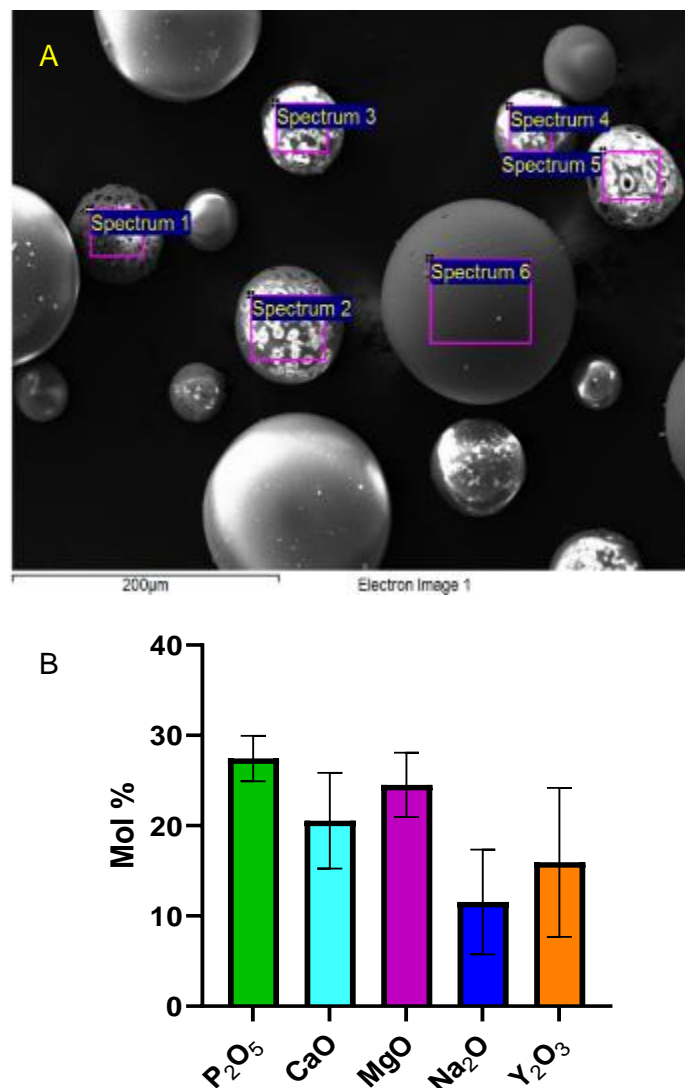 A
Spectrum 3
Spectrum 4
Spectrum 5
Spectrum 1
Spectrum 6
Spectrum 2
200µm
Electron Image 1
B
40
30
20
10
0
Mol %
P₂O₅
CaO
MgO
Na₂O
Y₂O₃